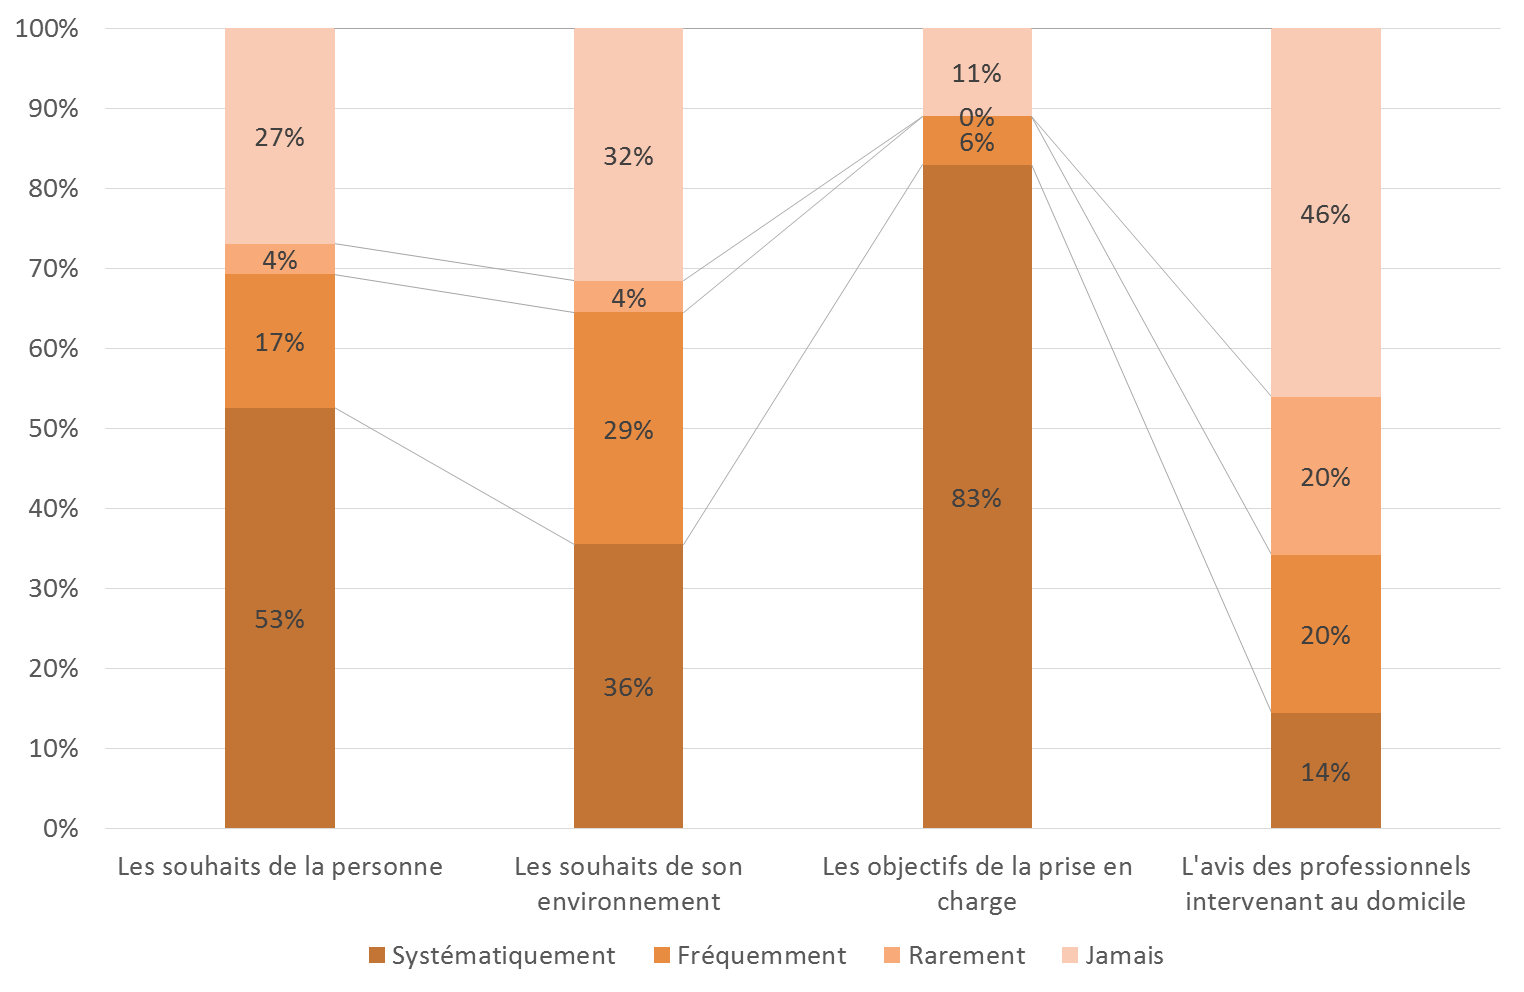 100%
90%
80%
70%
60%
50%
40%
30%
20%
10%
0%
27%
4%
17%
53%
32%
4%
29%
36%
11%
0%
6%
83%
46%
20%
20%
14%
Les souhaits de la personne
Les souhaits de son
environnement
Les objectifs de la prise en
charge
L'avis des professionnels
intervenant au domicile
Systématiquement
Fréquemment
Rarement
Jamais